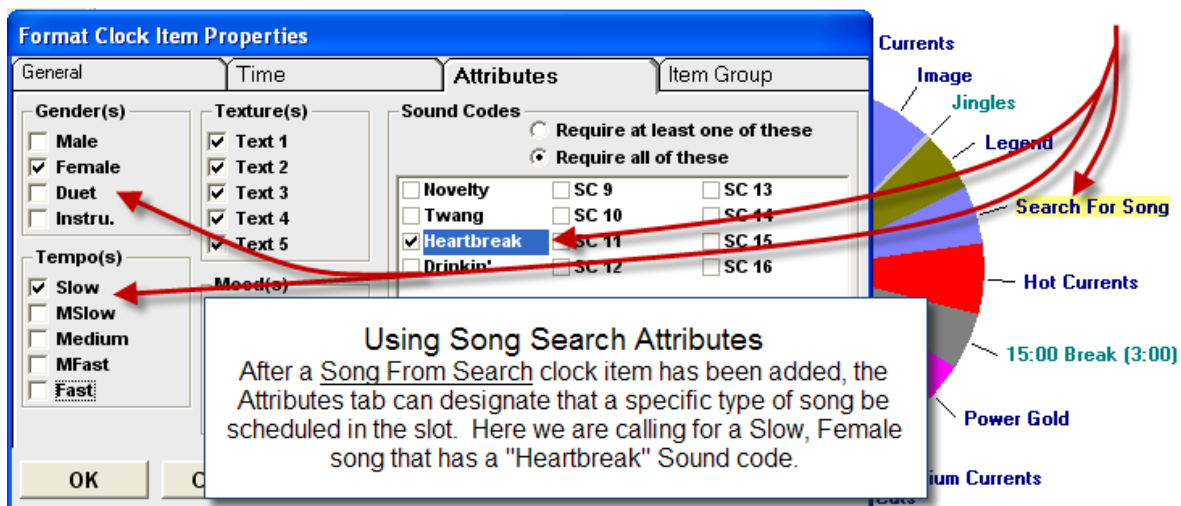 Format Clock Item Properties
General
Time
Attributes
Item Group
Gender(s)
Male
Female
Duet
Instru.
Texture(s)
Text 1
Text 2
Text 3
Text 4
Text 5
Tempo(s)
Slow
MSlow
Medium
MFast
Fast
Mood(s)
Sound Codes
Require at least one of these
Require all of these
Novelty SC 9 SC 13
Twang SC 10 SC 14
Heartbreak SC 11 SC 15
Drinkin' SC 12 SC 16
OK
C
Using Song Search Attributes
After a Song From Search clock item has been added, the
Attributes tab can designate that a specific type of song be
scheduled in the slot. Here we are calling for a Slow, Female
song that has a "Heartbreak" Sound code.
Currents
Image
Jingles
Legend
Search For Song
Hot Currents
15:00 Break (3:00)
Power Gold
ium Currents
Cuts